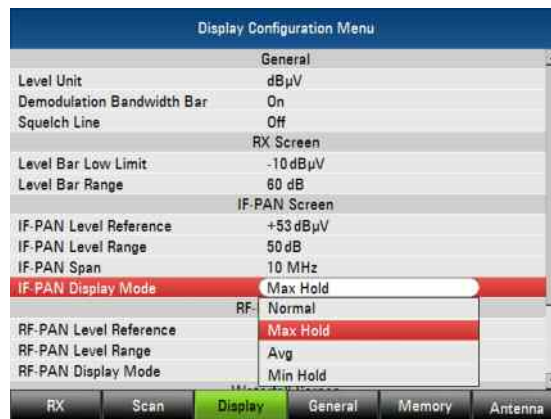 Display Configuration Menu
General
Level Unit dBµV
Demodulation Bandwidth Bar On
Squelch Line Off
RX Screen
Level Bar Low Limit -10 dBµV
Level Bar Range 60 dB
IF-PAN Screen
IF-PAN Level Reference +53 dBµV
IF-PAN Level Range 50 dB
IF-PAN Span 10 MHz
IF-PAN Display Mode Max Hold
RF- Normal
RF-PAN Level Reference Max Hold
RF-PAN Level Range Avg
RF-PAN Display Mode Min Hold
RX Scan Display General Memory Antenna